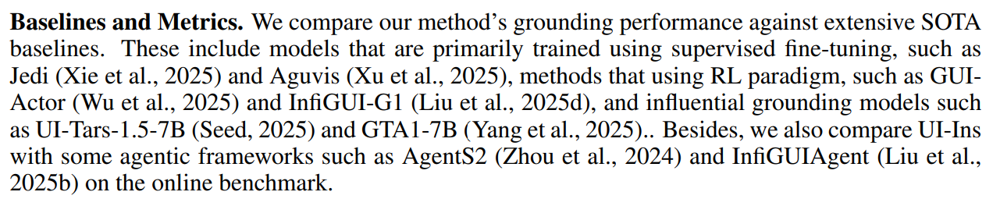 Baselines and Metrics. We compare our method's grounding performance against extensive SOTA
baselines. These include models that are primarily trained using supervised fine-tuning, such as
Jedi (Xie et al., 2025) and Aguvis (Xu et al., 2025), methods that using RL paradigm, such as GUI-
Actor (Wu et al., 2025) and InfiGUI-G1 (Liu et al., 2025d), and influential grounding models such
as UI-Tars-1.5-7B (Seed, 2025) and GTA1-7B (Yang et al., 2025).. Besides, we also compare UI-Ins
with some agentic frameworks such as AgentS2 (Zhou et al., 2024) and InfiGUIAgent (Liu et al.,
2025b) on the online benchmark.